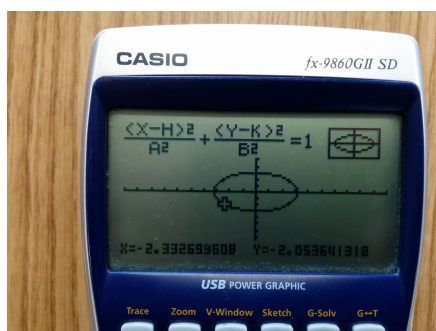 CASIO
fx-9860GII SD
(X-H)²/A² + (Y-K)²/B² =1
X=-2.332699608 Y=-2.053641318
USB POWER GRAPHIC
Trace Zoom V-Window Sketch G-Solv G↔T